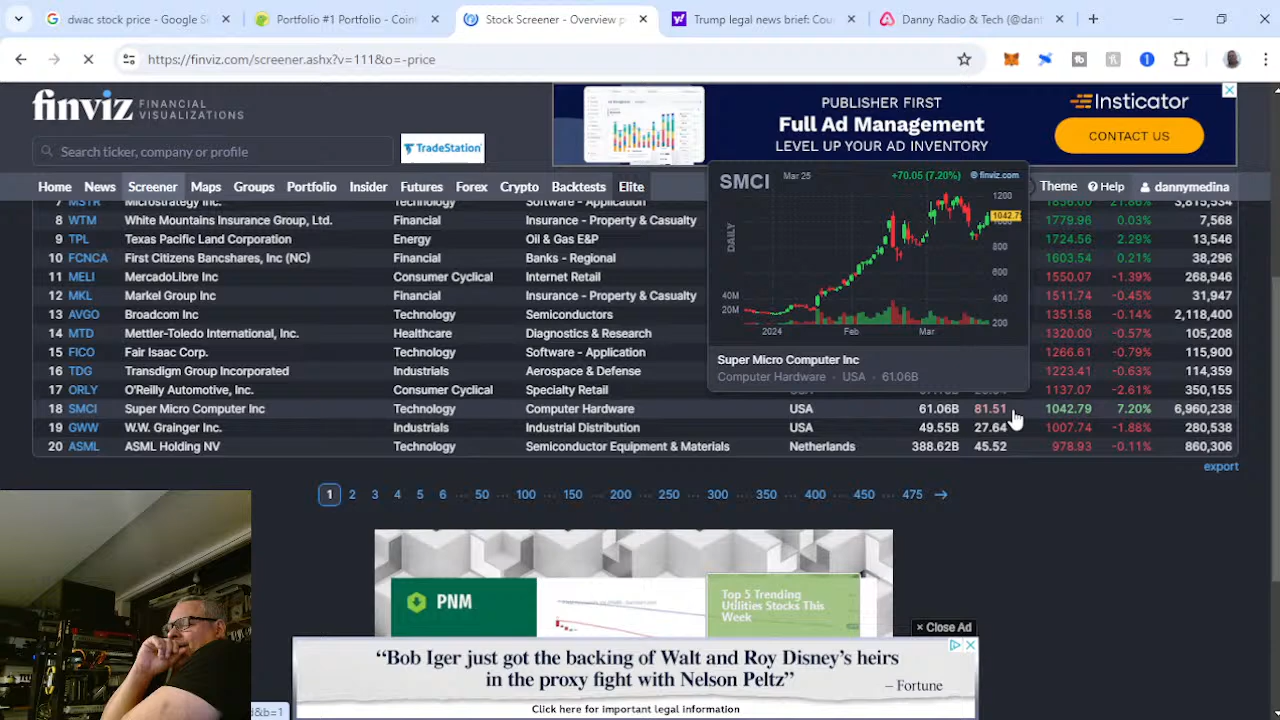 dwac stock price - Google S
Portfolio #1 Portfolio - Coin
Stock Screener - Overview p
Trump legal news brief: Cou
Danny Radio & Tech (@dan
https://finviz.com/screener.ashx?v=111&o=-price
finviz FINANCIAL VISUALIZATIONS
PUBLISHER FIRST
Full Ad Management
LEVEL UP YOUR AD INVENTORY
Insticator
CONTACT US
Search ticker, company or profile
TradeStation
Home News Screener Maps Groups Portfolio Insider Futures Forex Crypto Backtests Elite Theme Help dannymedina
7 MSTR Microstrategy Inc. Technology Software - Application 1856.00 21.86% 3,815,534
8 WTM White Mountains Insurance Group, Ltd. Financial Insurance - Property & Casualty 1779.96 0.03% 7,568
9 TPL Texas Pacific Land Corporation Energy Oil & Gas E&P 1724.56 2.29% 13,546
10 FCNCA First Citizens Bancshares, Inc (NC) Financial Banks - Regional 1603.54 0.21% 38,296
11 MELI MercadoLibre Inc Consumer Cyclical Internet Retail 1550.07 -1.39% 268,946
12 MKL Markel Group Inc Financial Insurance - Property & Casualty 1511.74 -0.45% 31,947
13 AVGO Broadcom Inc Technology Semiconductors 1351.58 -0.14% 2,118,400
14 MTD Mettler-Toledo International, Inc. Healthcare Diagnostics & Research 1320.00 -0.57% 105,208
15 FICO Fair Isaac Corp. Technology Software - Application 1266.61 -0.79% 115,900
16 TDG Transdigm Group Incorporated Industrials Aerospace & Defense 1223.41 -0.63% 114,359
17 ORLY O'Reilly Automotive, Inc. Consumer Cyclical Specialty Retail 1137.07 -2.61% 350,155
18 SMCI Super Micro Computer Inc Technology Computer Hardware USA 61.06B 81.51 1042.79 7.20% 6,960,238
19 GWW W.W. Grainger Inc. Industrials Industrial Distribution USA 49.55B 27.64 1007.74 -1.88% 280,538
20 ASML ASML Holding NV Technology Semiconductor Equipment & Materials Netherlands 388.62B 45.52 978.93 -0.11% 860,306
SMCI Mar 25 +70.05 (7.20%) © finviz.com
1200
1042.79
800
600
400
200
DAILY
40M
20M
2024 Feb Mar
Super Micro Computer Inc
Computer Hardware • USA • 61.06B
export
1 2 3 4 5 6 ... 50 ... 100 ... 150 ... 200 ... 250 ... 300 ... 350 ... 400 ... 450 ... 475
PNM
Top 5 Trending
Utilities Stocks This
Week
× Close Ad
“Bob Iger just got the backing of Walt and Roy Disney’s heirs
in the proxy fight with Nelson Peltz”
– Fortune
Click here for important legal information
l&b=1